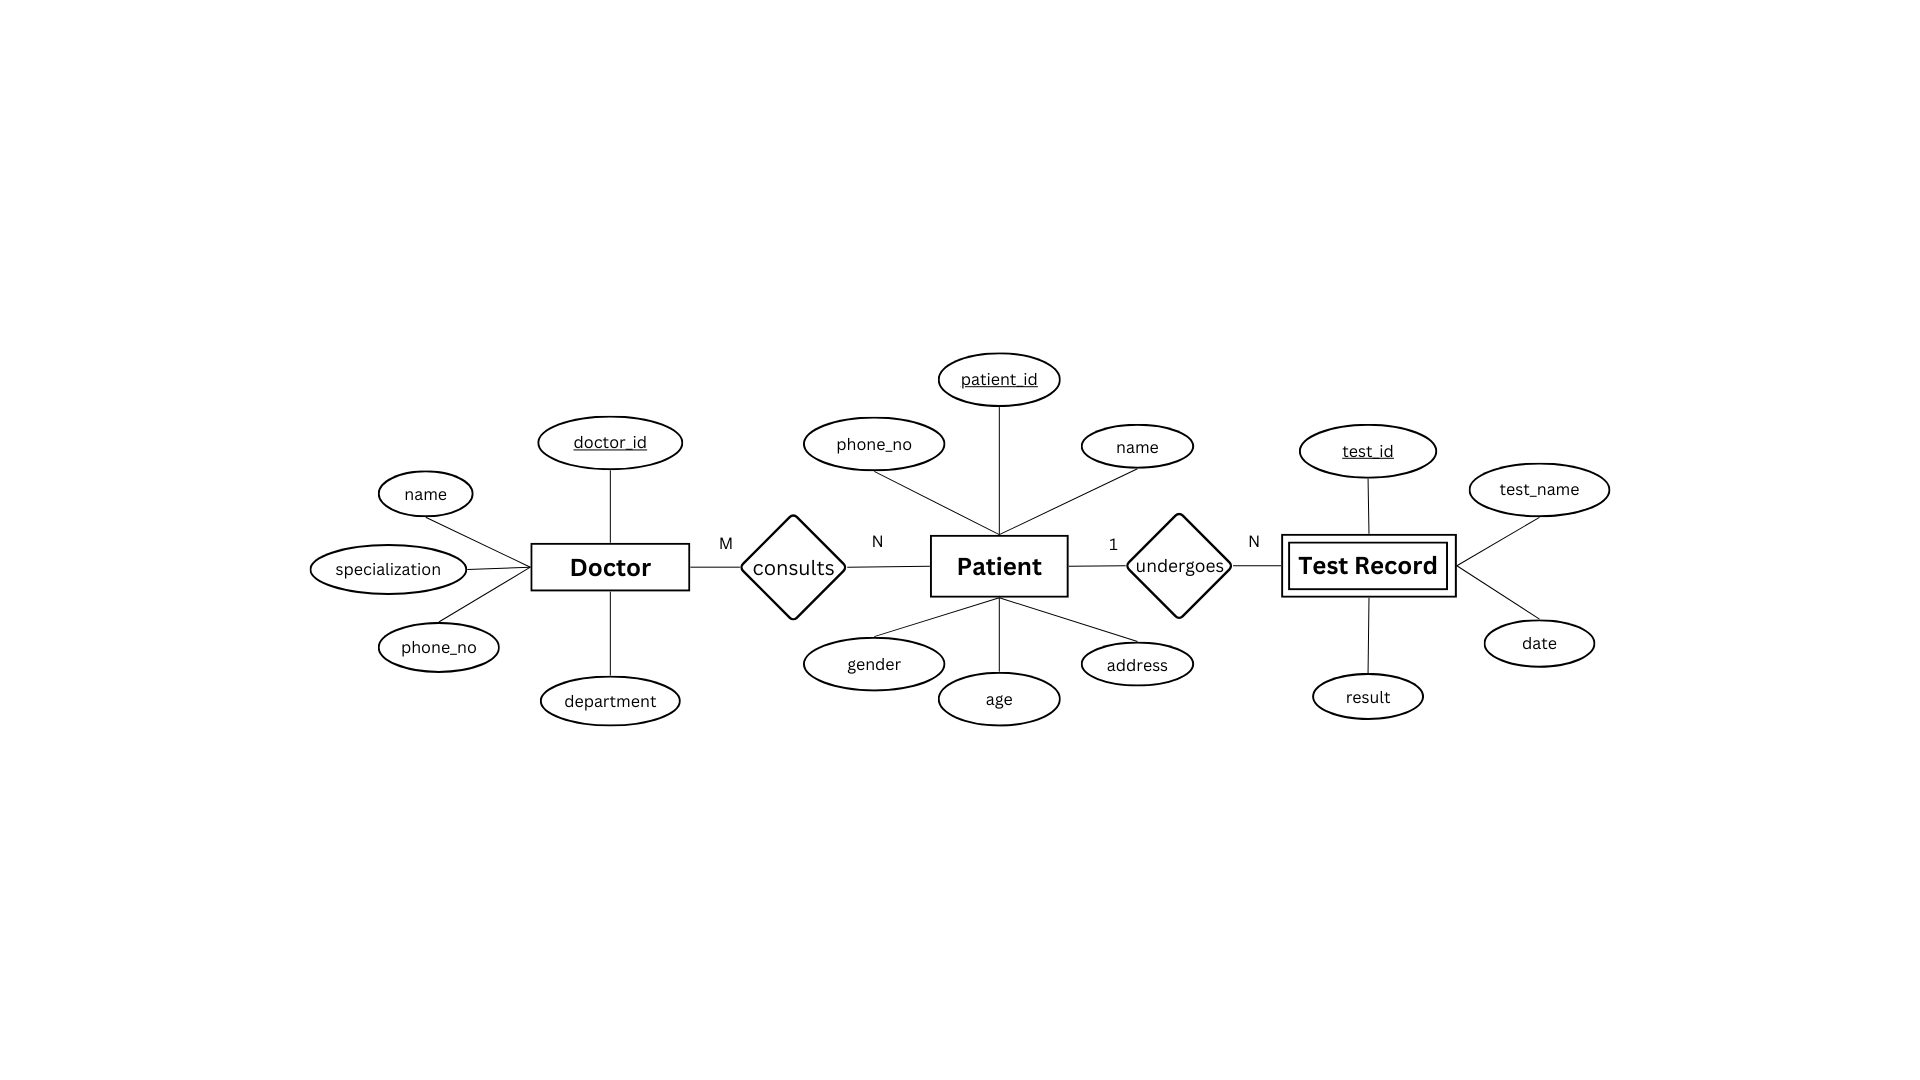 patient_id
doctor_id
phone_no
name
test_id
name
test_name
specialization
Doctor
M
consults
N
Patient
1
undergoes
N
Test Record
phone_no
department
gender
age
address
result
date